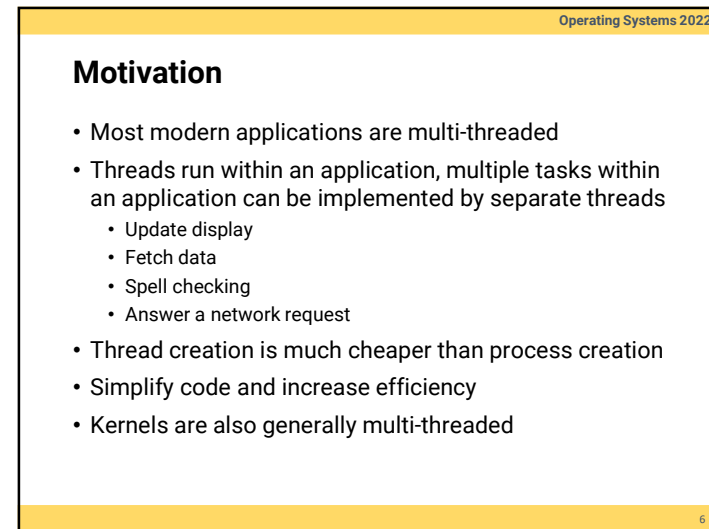 Operating Systems 2022
Motivation
• Most modern applications are multi-threaded
• Threads run within an application, multiple tasks within
an application can be implemented by separate threads
• Update display
• Fetch data
• Spell checking
• Answer a network request
• Thread creation is much cheaper than process creation
• Simplify code and increase efficiency
• Kernels are also generally multi-threaded
6